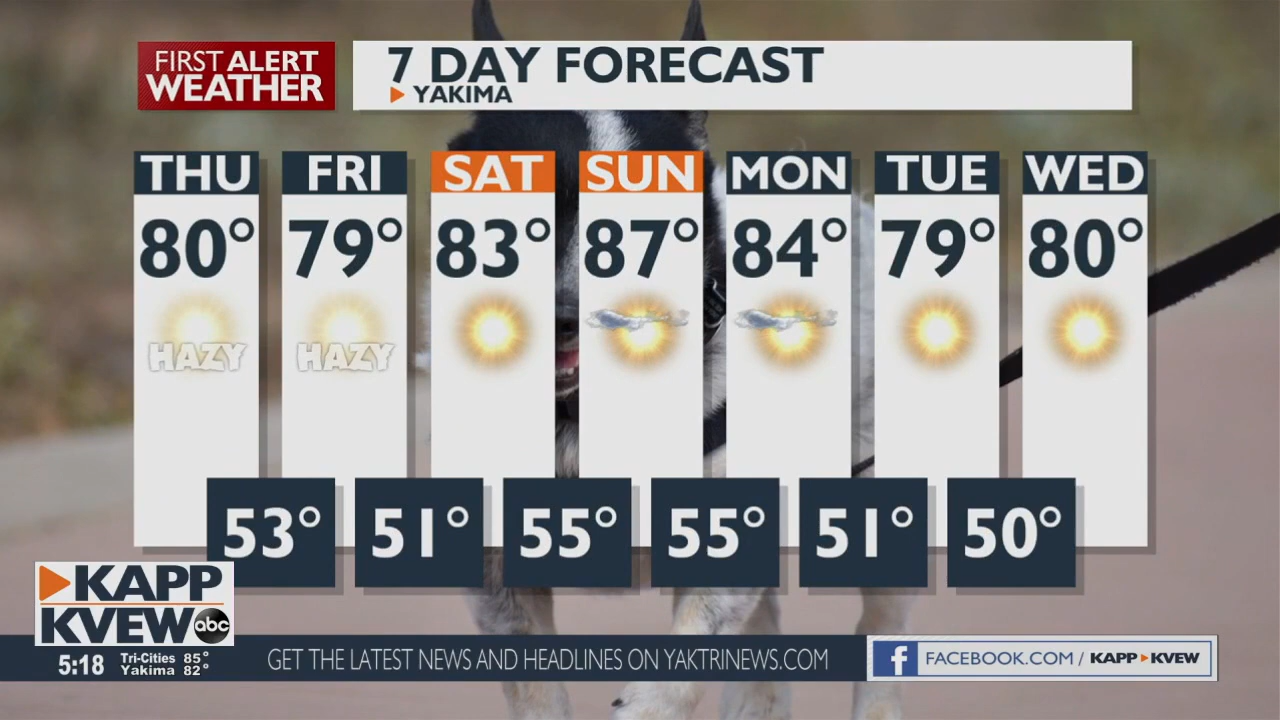 FIRST ALERT
WEATHER
7 DAY FORECAST
YAKIMA
THU FRI SAT SUN MON TUE WED
80° 79° 83° 87° 84° 79° 80°
HAZY HAZY
53° 51° 55° 55° 51° 50°
KAPP
KVEW abc
5:18
Tri-Cities 85°
Yakima 82°
GET THE LATEST NEWS AND HEADLINES ON YAKTRINEWS.COM
f FACEBOOK.COM / KAPP KVEW